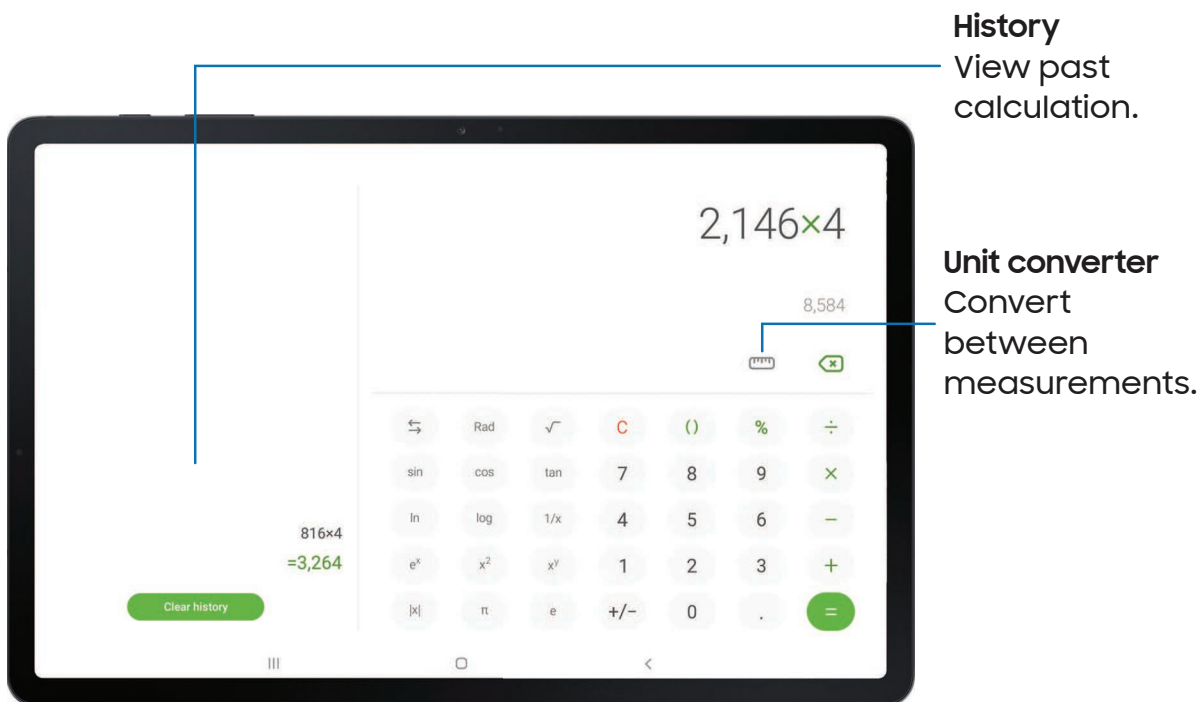 History
View past
calculation.
2,146×4
8,584
Unit converter
Convert
between
measurements.
Rad √ C ( ) % ÷
sin cos tan 7 8 9 ×
ln log 1/x 4 5 6 −
816×4
=3,264
eˣ x² xʸ 1 2 3 +
Clear history
|x| π e +/− 0 . =